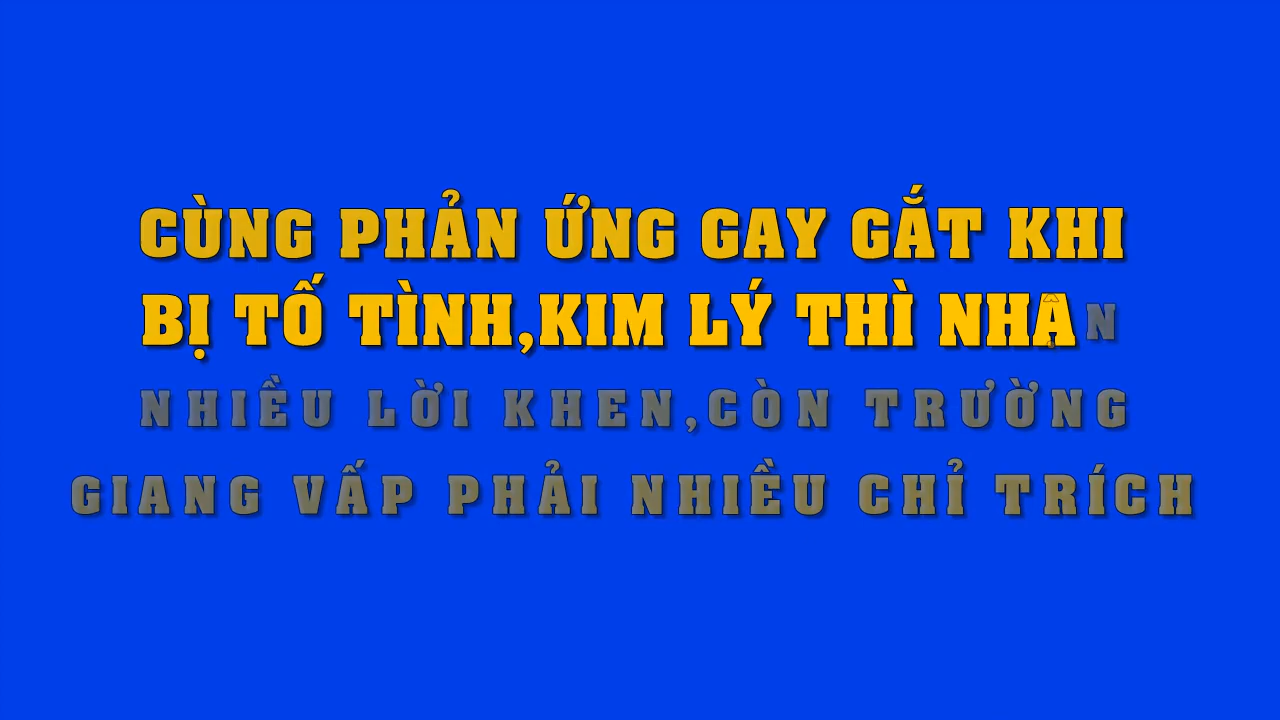 CÙNG PHẢN ỨNG GAY GẮT KHI
BỊ TỐ TÌNH,KIM LÝ THÌ NHẬN
NHIỀU LỜI KHEN,CÒN TRƯỜNG
GIANG VẤP PHẢI NHIỀU CHỈ TRÍCH